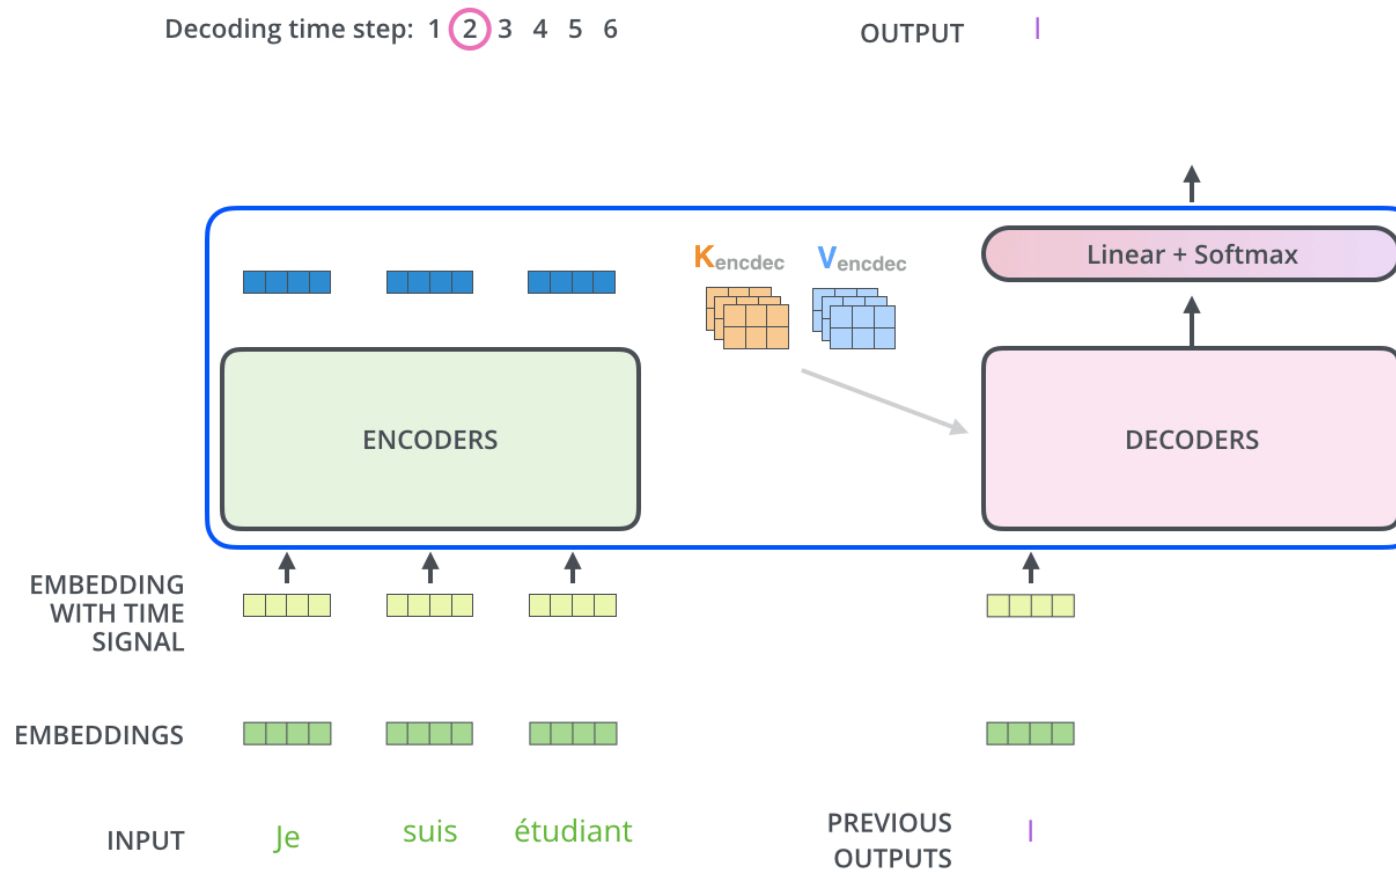 Decoding time step: 1 2 3 4 5 6
OUTPUT I
Kencdec Vencdec
Linear + Softmax
ENCODERS
DECODERS
EMBEDDING
WITH TIME
SIGNAL
EMBEDDINGS
INPUT Je suis étudiant
PREVIOUS
OUTPUTS
I